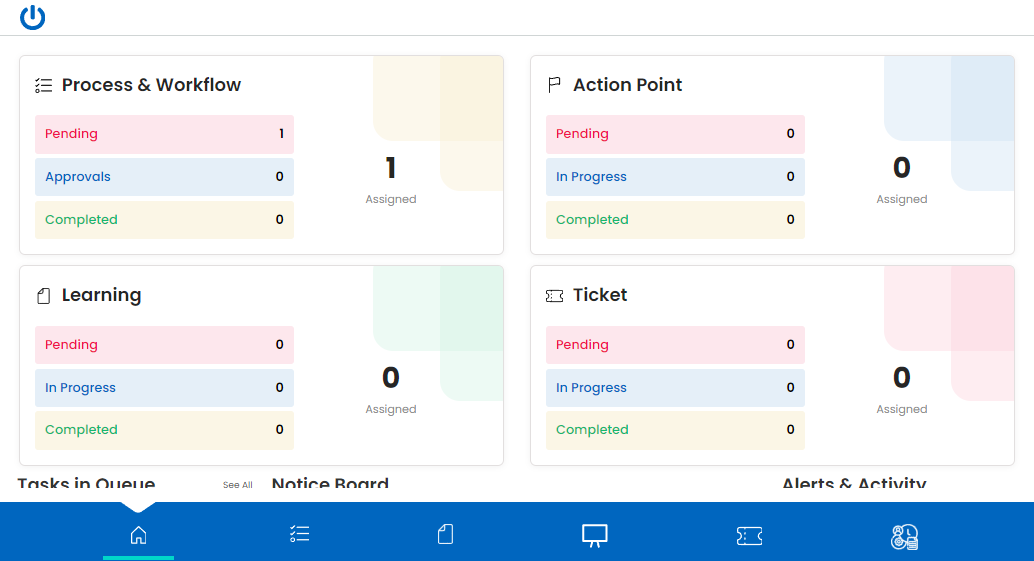 Process & Workflow
Pending 1
Approvals 0
Completed 0
1
Assigned
Action Point
Pending 0
In Progress 0
Completed 0
0
Assigned
Learning
Pending 0
In Progress 0
Completed 0
0
Assigned
Ticket
Pending 0
In Progress 0
Completed 0
0
Assigned
Tasks in Queue
See All
Notice Board
Alerts & Activity